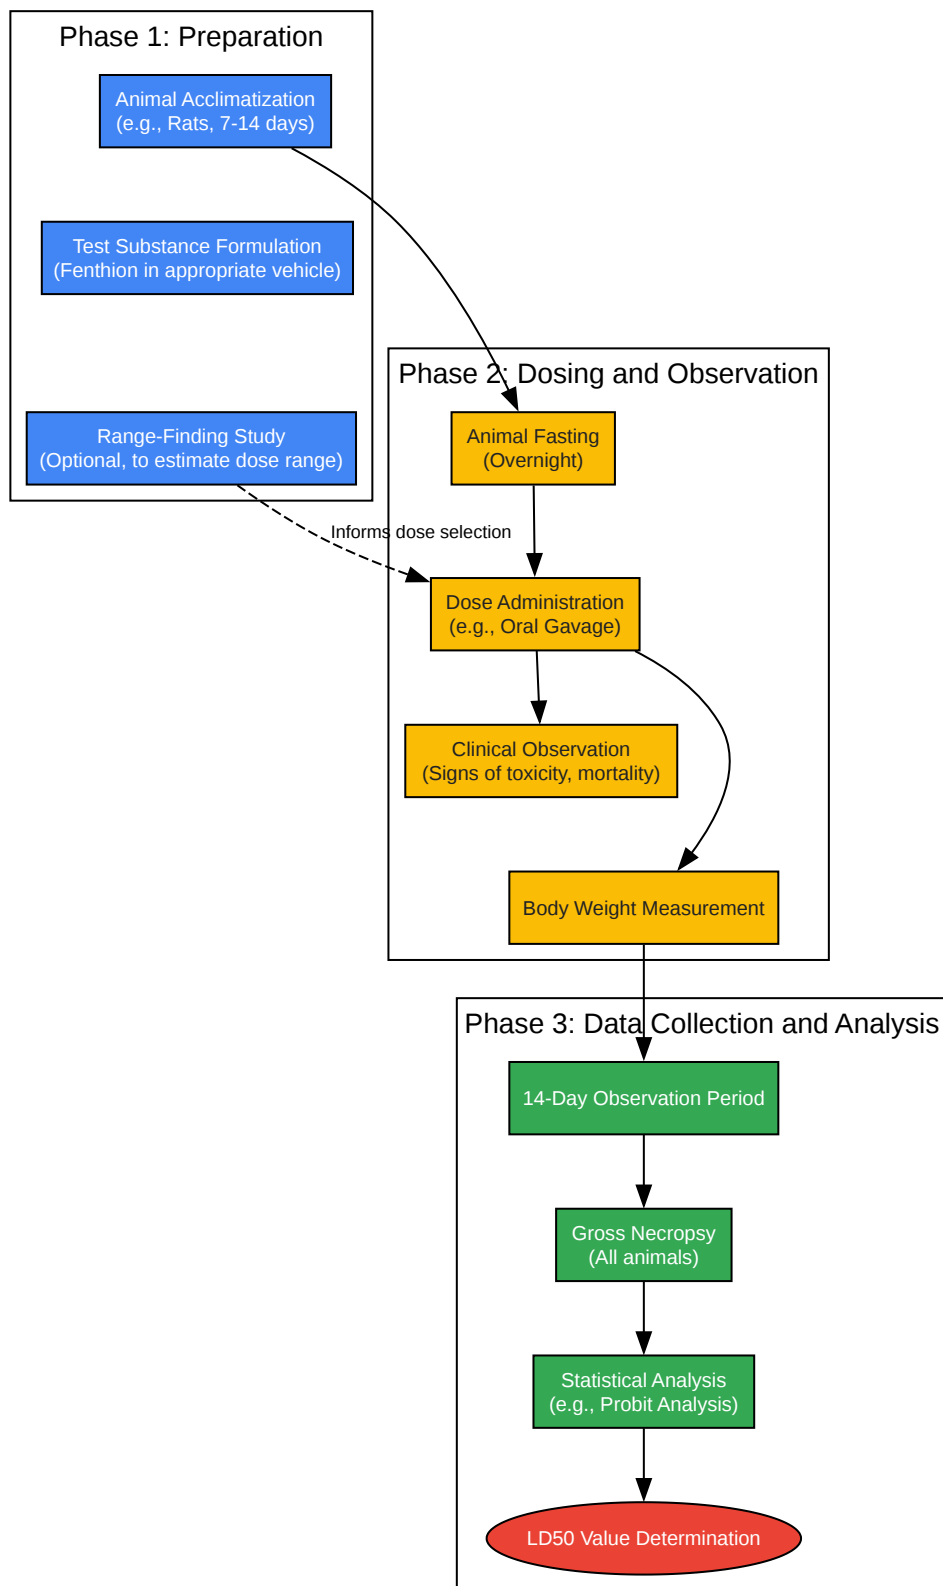 Phase 1: Preparation
Animal Acclimatization
(e.g., Rats, 7-14 days)
Test Substance Formulation
(Fenthion in appropriate vehicle)
Range-Finding Study
(Optional, to estimate dose range)
Informs dose selection
Phase 2: Dosing and Observation
Animal Fasting
(Overnight)
Dose Administration
(e.g., Oral Gavage)
Clinical Observation
(Signs of toxicity, mortality)
Body Weight Measurement
Phase 3: Data Collection and Analysis
14-Day Observation Period
Gross Necropsy
(All animals)
Statistical Analysis
(e.g., Probit Analysis)
LD50 Value Determination